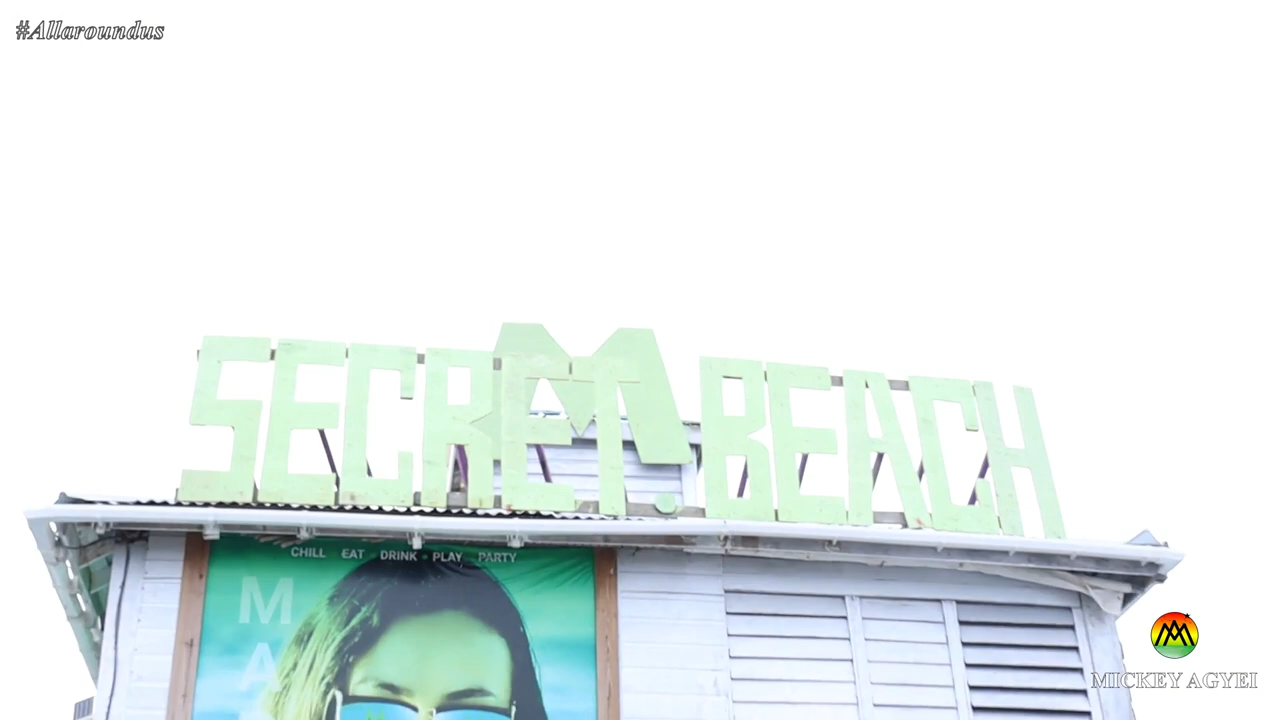 #Allaroundus
SECRET. BEACH
CHILL EAT DRINK PLAY PARTY
M
A
MICKEY AGYEI